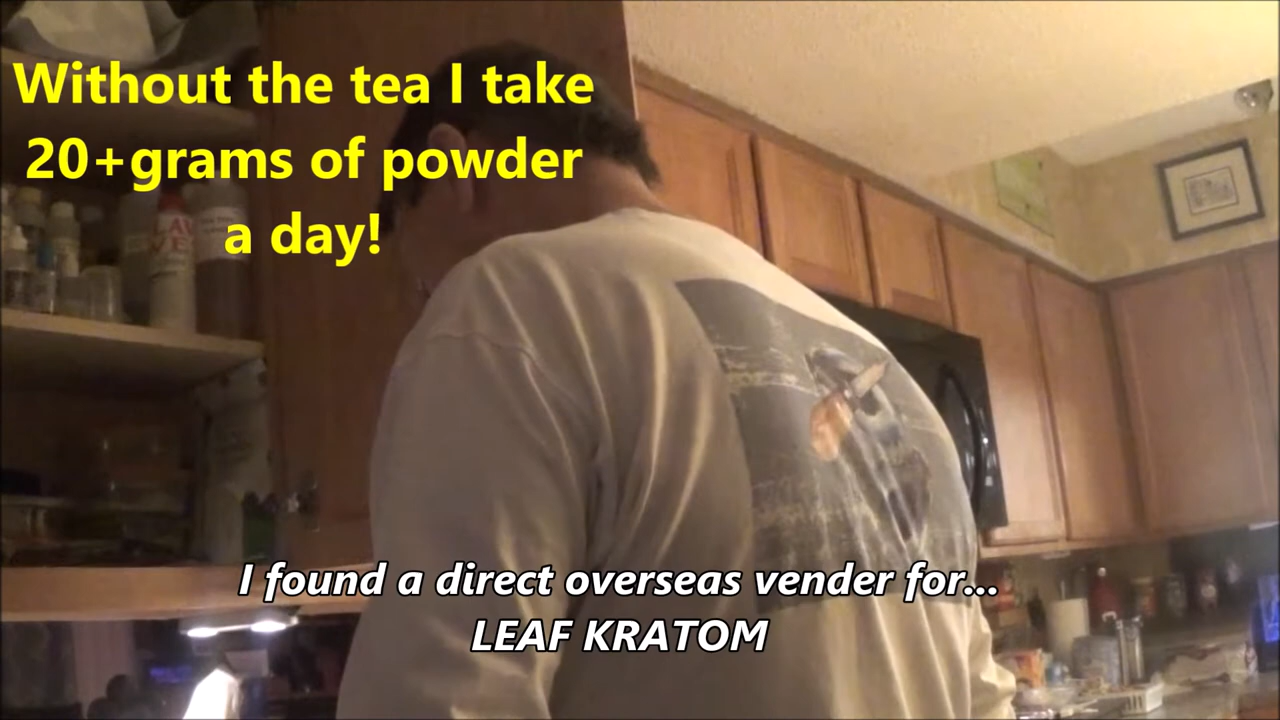 Without the tea I take
20+grams of powder
a day!
I found a direct overseas vender for...
LEAF KRATOM